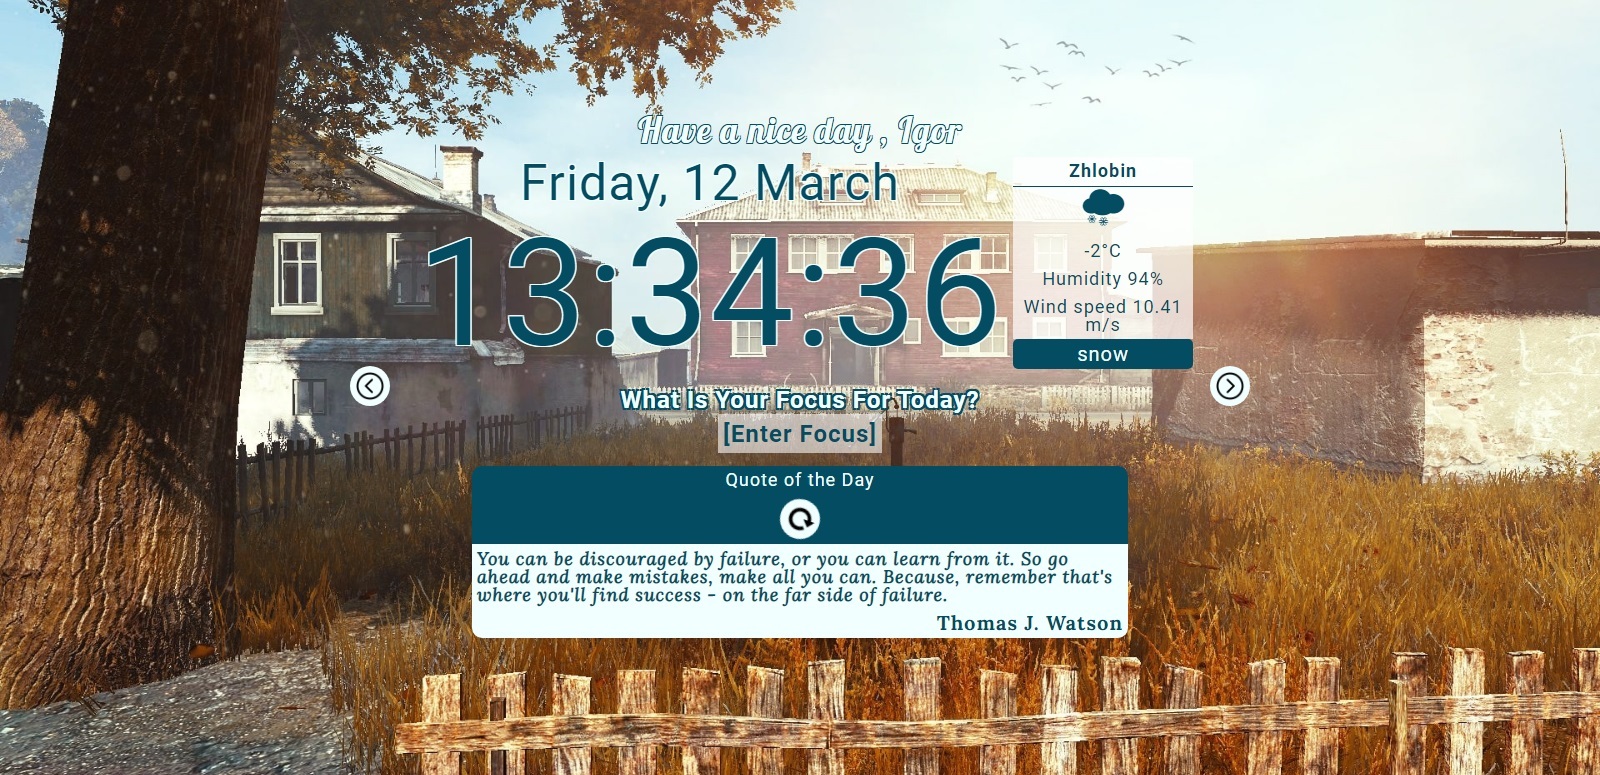 Have a nice day , Igor
Friday, 12 March
13:34:36
Zhlobin
-2°C
Humidity 94%
Wind speed 10.41
m/s
snow
What Is Your Focus For Today?
[Enter Focus]
Quote of the Day
You can be discouraged by failure, or you can learn from it. So go
ahead and make mistakes, make all you can. Because, remember that's
where you'll find success - on the far side of failure.
Thomas J. Watson